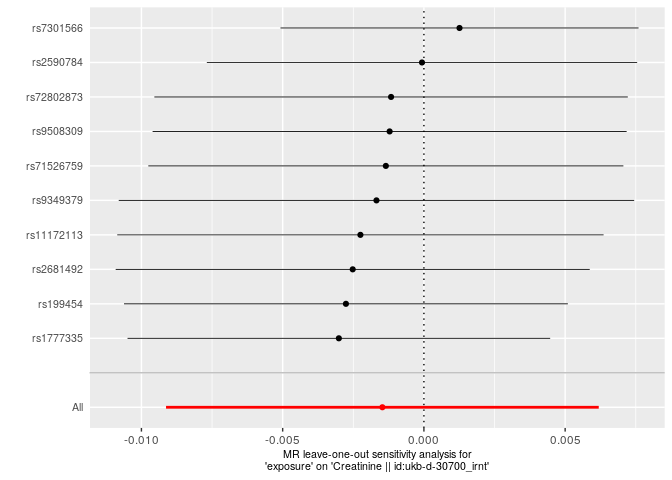 rs7301566
rs2590784
rs72802873
rs9508309
rs71526759
rs9349379
rs11172113
rs2681492
rs199454
rs1777335
All
-0.010 -0.005 0.000 0.005
MR leave-one-out sensitivity analysis for
'exposure' on 'Creatinine || id:ukb-d-30700_irnt'